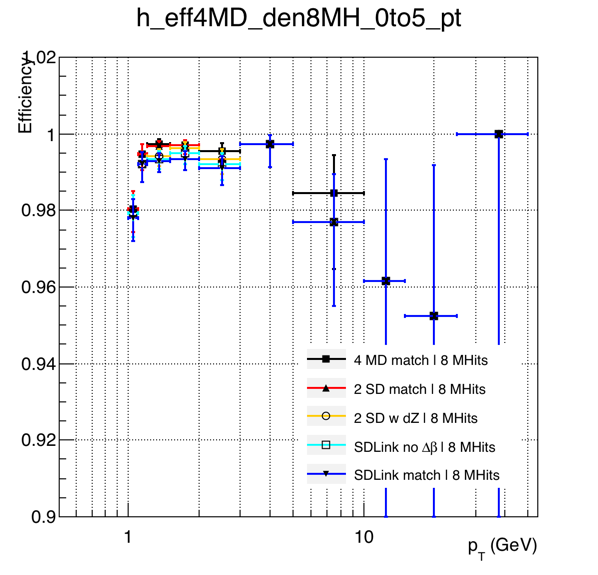 h_eff4MD_den8MH_0to5_pt
Efficiency
1.02
1
0.98
0.96
0.94
0.92
0.9
4 MD match | 8 MHits
2 SD match | 8 MHits
2 SD w dZ | 8 MHits
SDLink no Δβ | 8 MHits
SDLink match | 8 MHits
1
10
p_T (GeV)